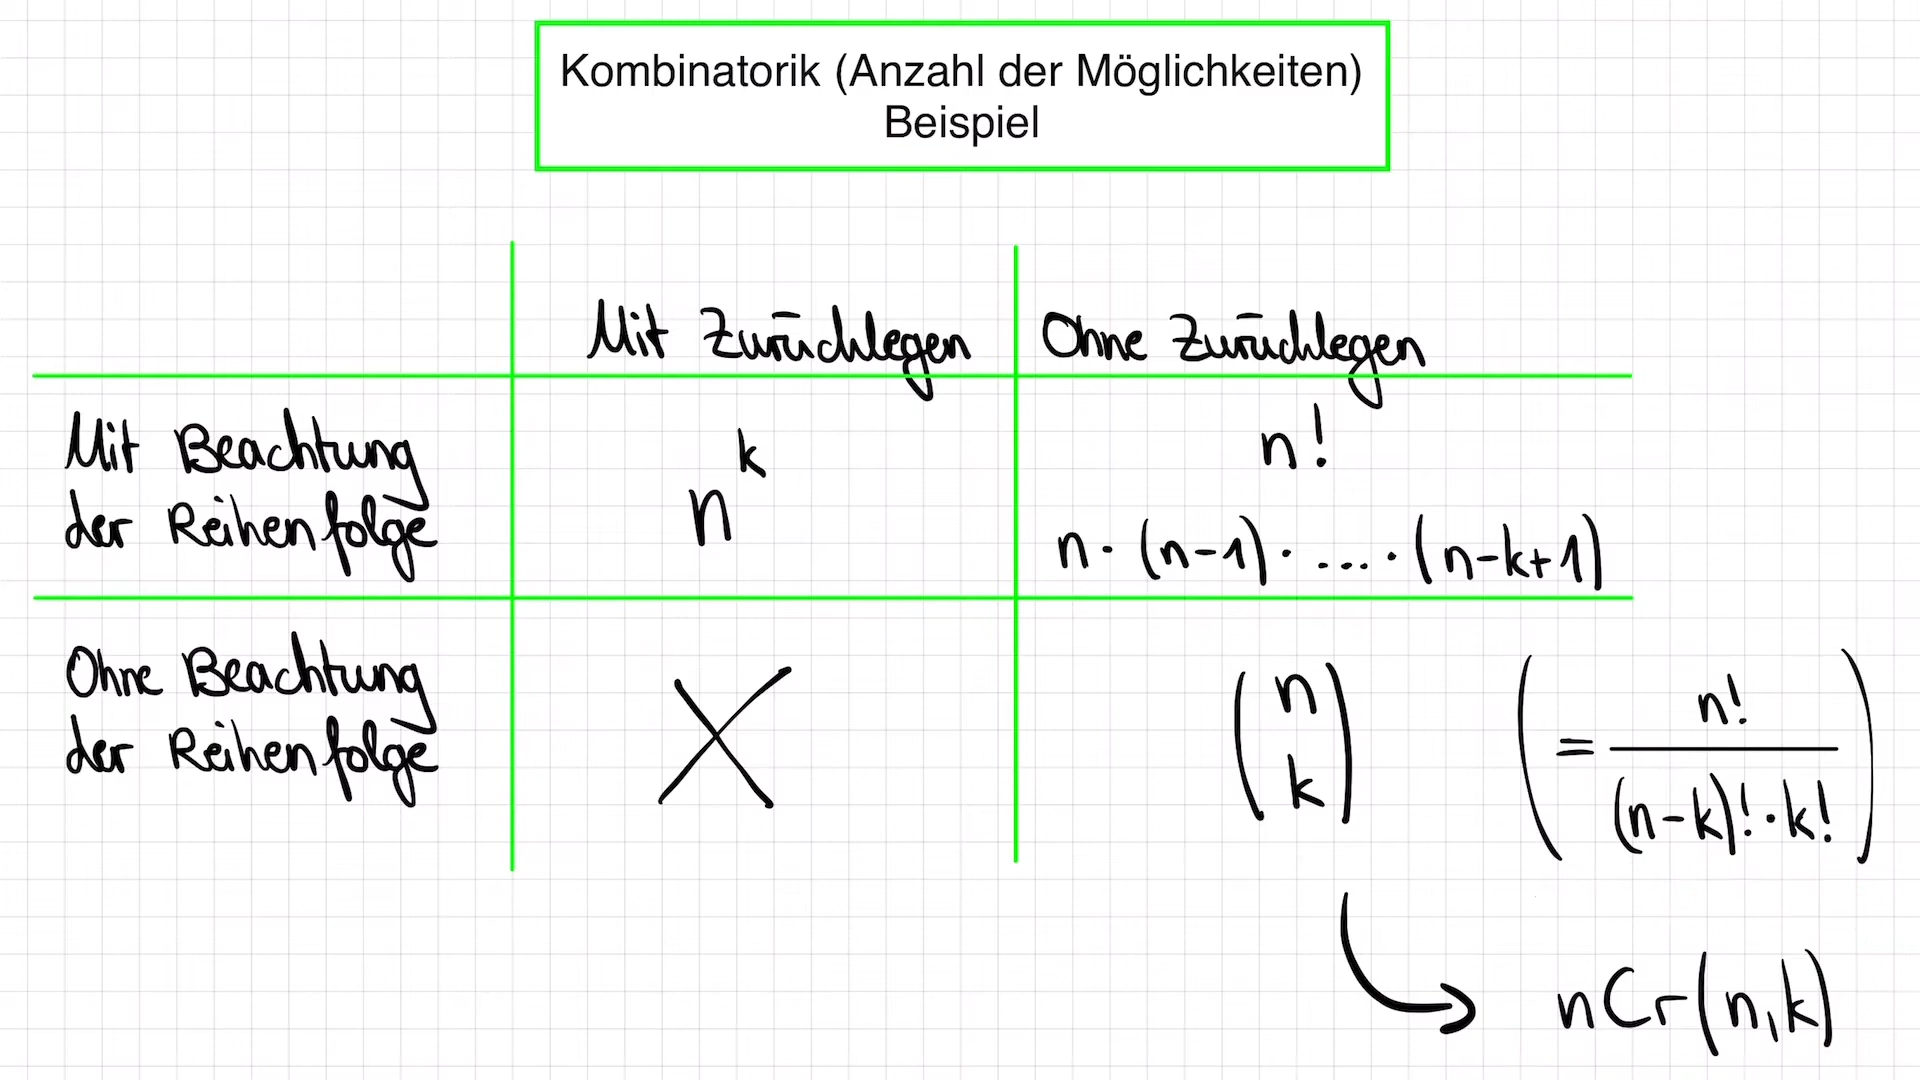 Kombinatorik (Anzahl der Möglichkeiten)
Beispiel
Mit Zurücklegen
Ohne Zurücklegen
Mit Beachtung
der Reihenfolge
n^k
n!
n · (n-1) · .... · (n-k+1)
Ohne Beachtung
der Reihenfolge
X
(n k)
(= n! / (n-k)! · k!)
nCr(n,k)